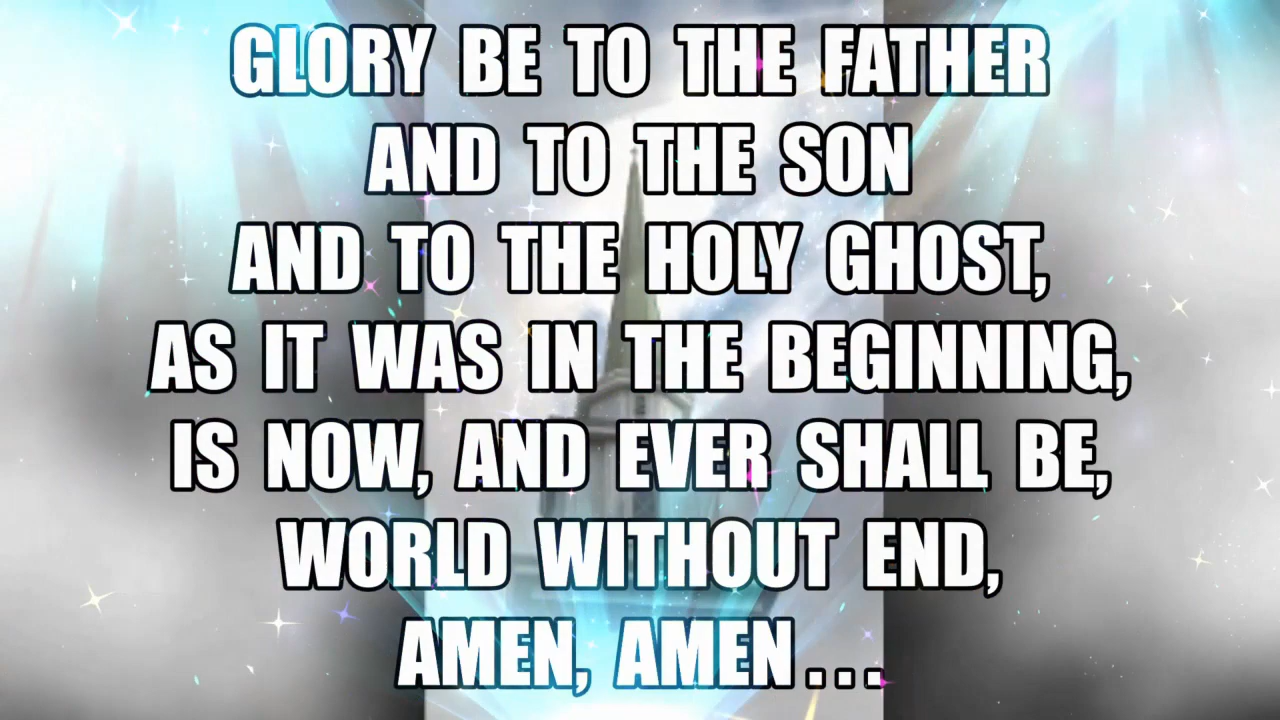 GLORY BE TO THE FATHER
AND TO THE SON
AND TO THE HOLY GHOST,
AS IT WAS IN THE BEGINNING,
IS NOW, AND EVER SHALL BE,
WORLD WITHOUT END,
AMEN, AMEN...